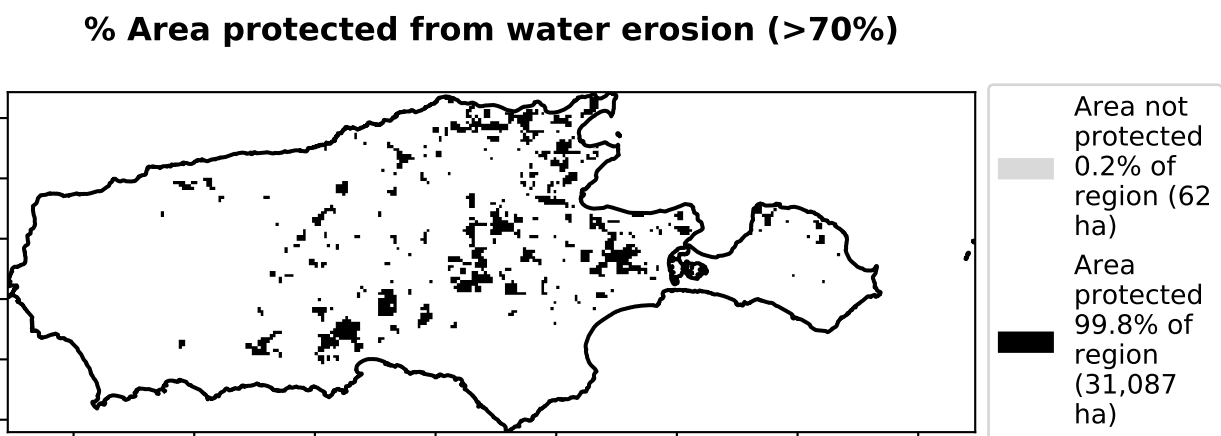 % Area protected from water erosion (>70%)
Area not
protected
0.2% of
region (62
ha)
Area
protected
99.8% of
region
(31,087
ha)